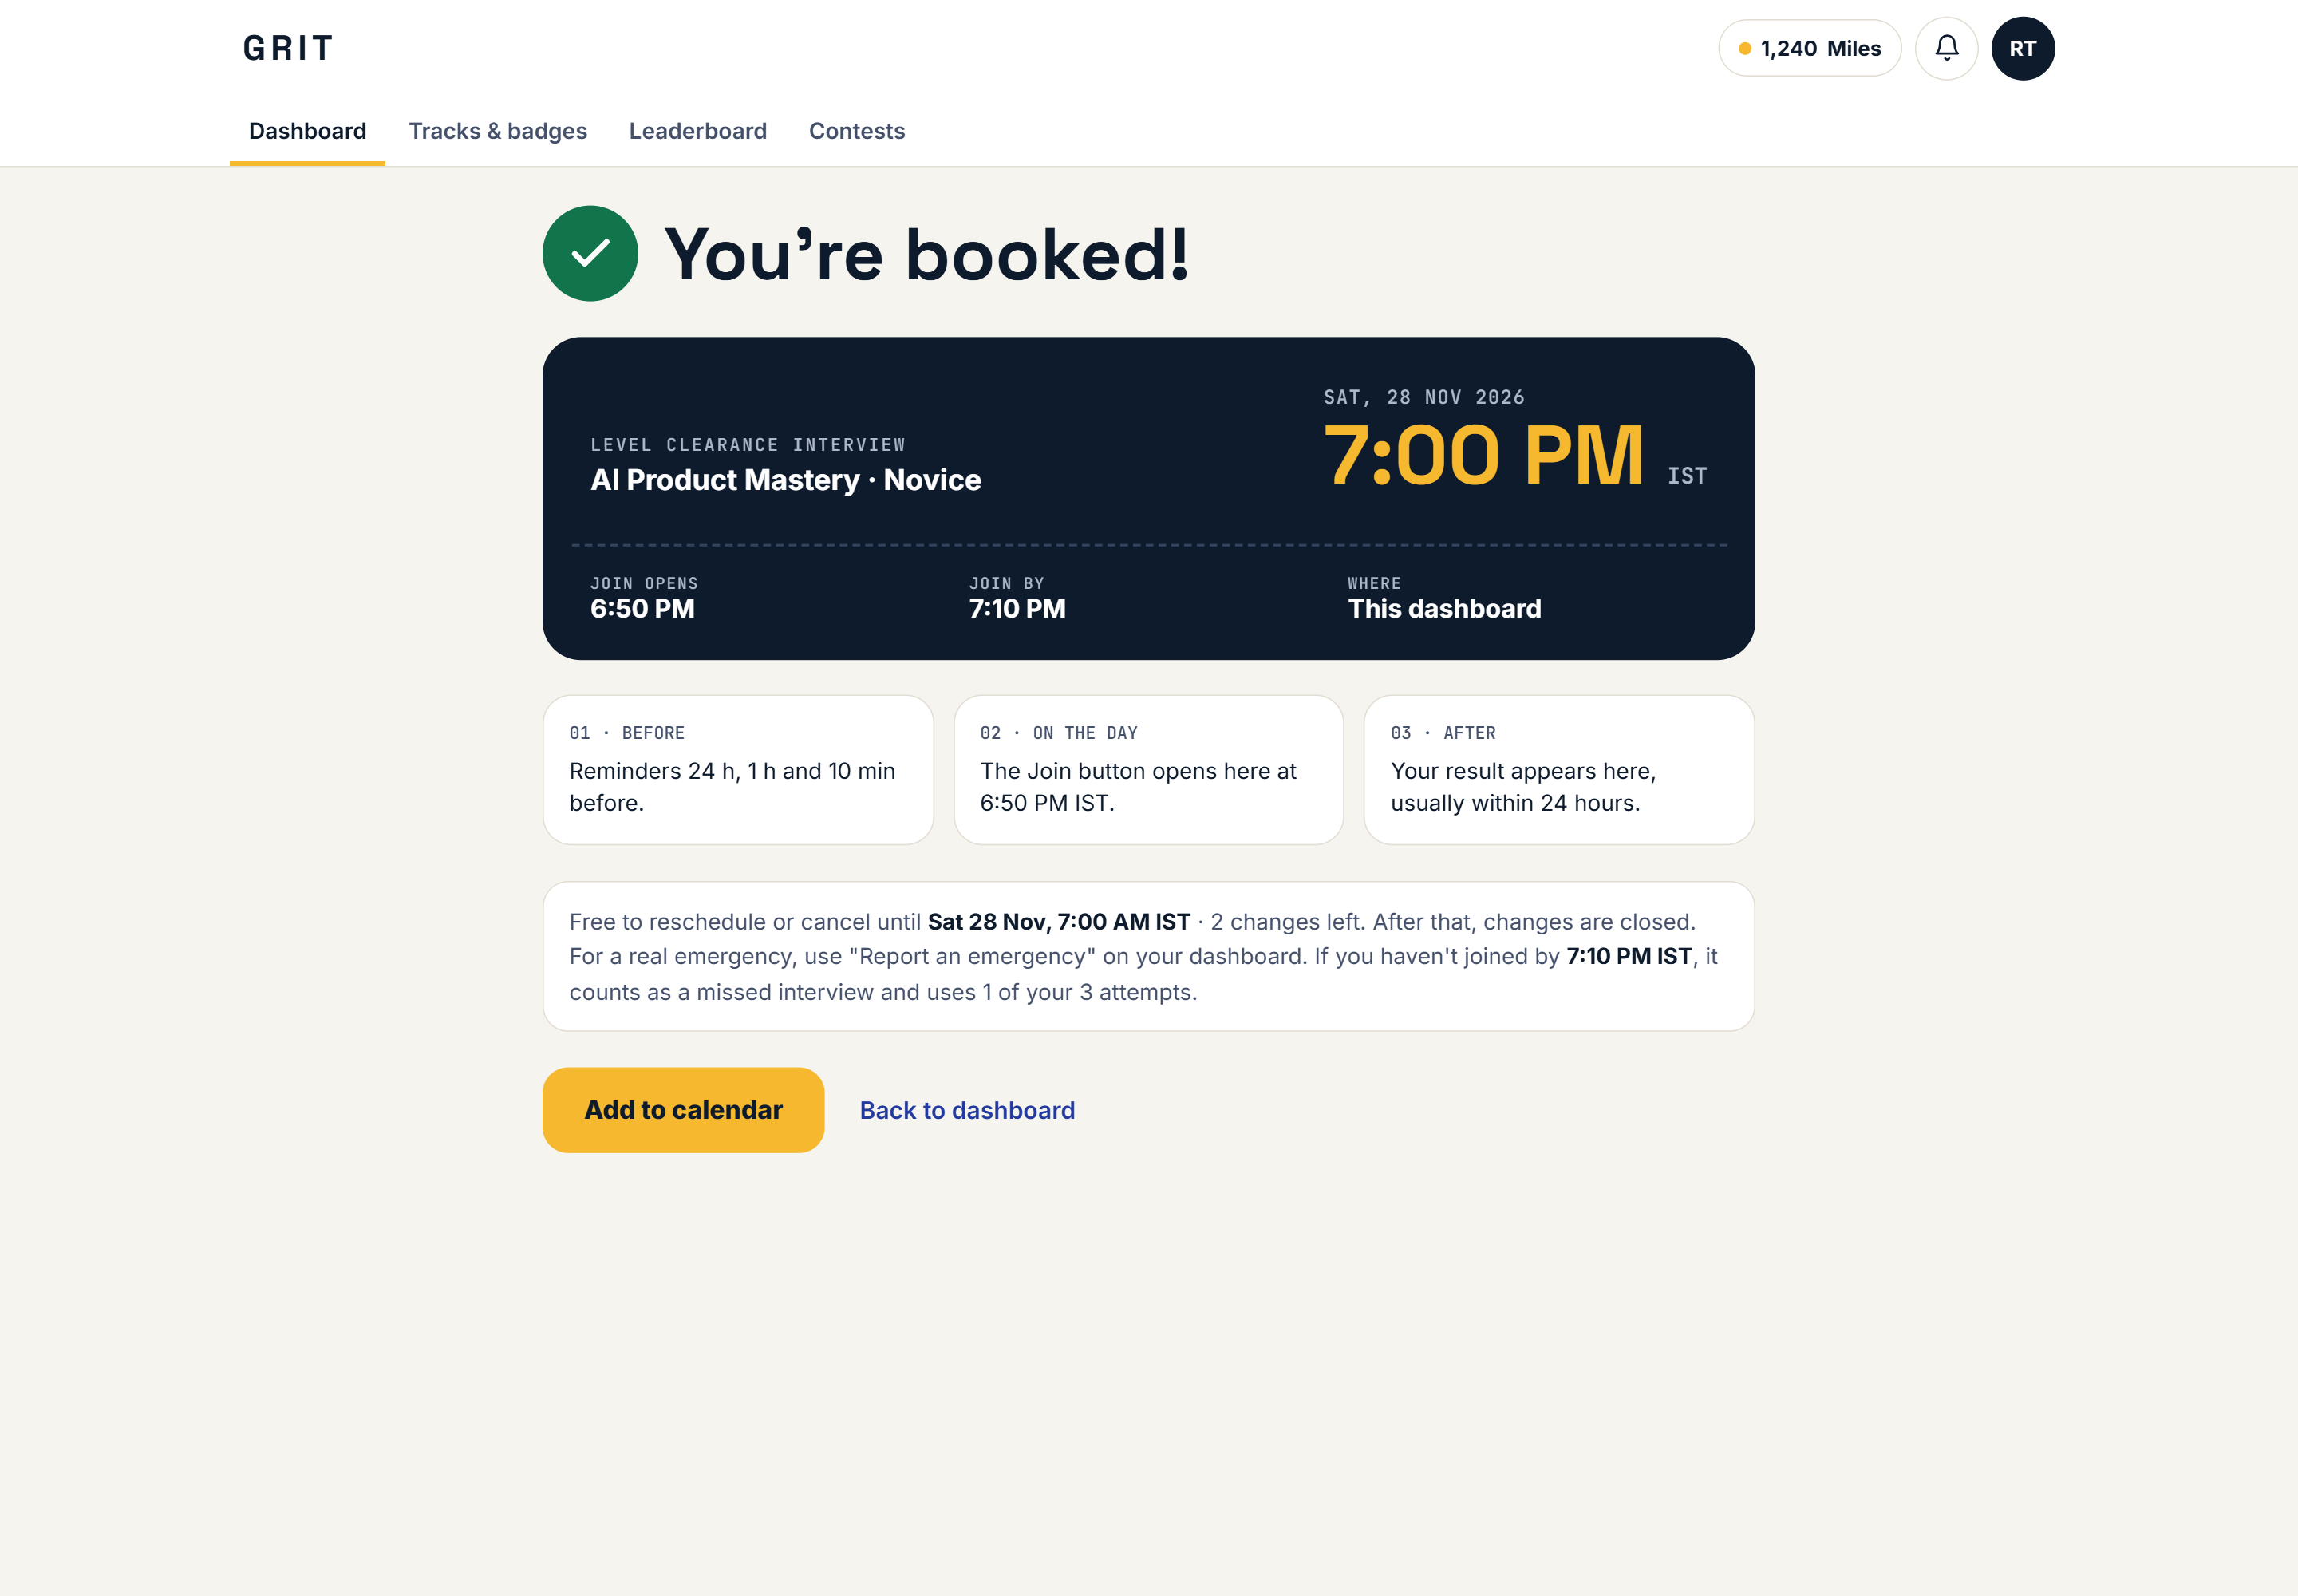 GRIT
1,240 Miles
RT
Dashboard
Tracks & badges
Leaderboard
Contests
You’re booked!
LEVEL CLEARANCE INTERVIEW
AI Product Mastery · Novice
SAT, 28 NOV 2026
7:00 PM IST
JOIN OPENS
6:50 PM
JOIN BY
7:10 PM
WHERE
This dashboard
01 · BEFORE
Reminders 24 h, 1 h and 10 min
before.
02 · ON THE DAY
The Join button opens here at
6:50 PM IST.
03 · AFTER
Your result appears here,
usually within 24 hours.
Free to reschedule or cancel until Sat 28 Nov, 7:00 AM IST · 2 changes left. After that, changes are closed.
For a real emergency, use "Report an emergency" on your dashboard. If you haven't joined by 7:10 PM IST, it
counts as a missed interview and uses 1 of your 3 attempts.
Add to calendar
Back to dashboard